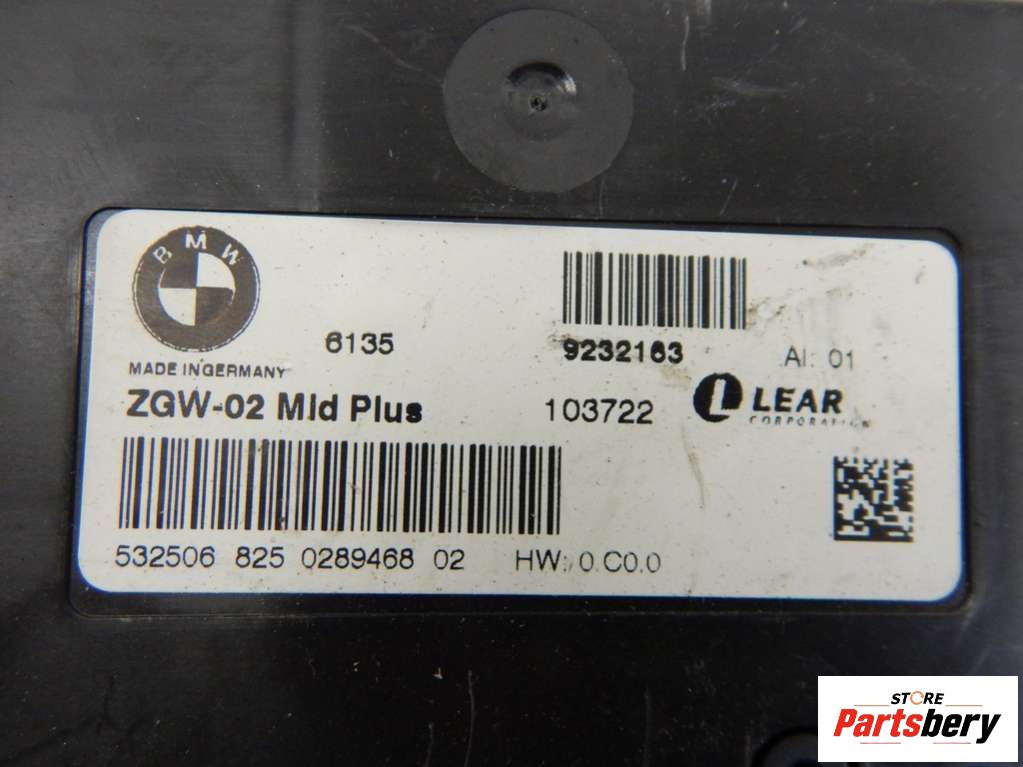 BMW
6135 9232163 AI: 01
MADE IN GERMANY
ZGW-02 Mid Plus 103722 LEAR
CORPORATION
532506 825 0289468 02 HW: 0.C0.0
STORE
Partsbery